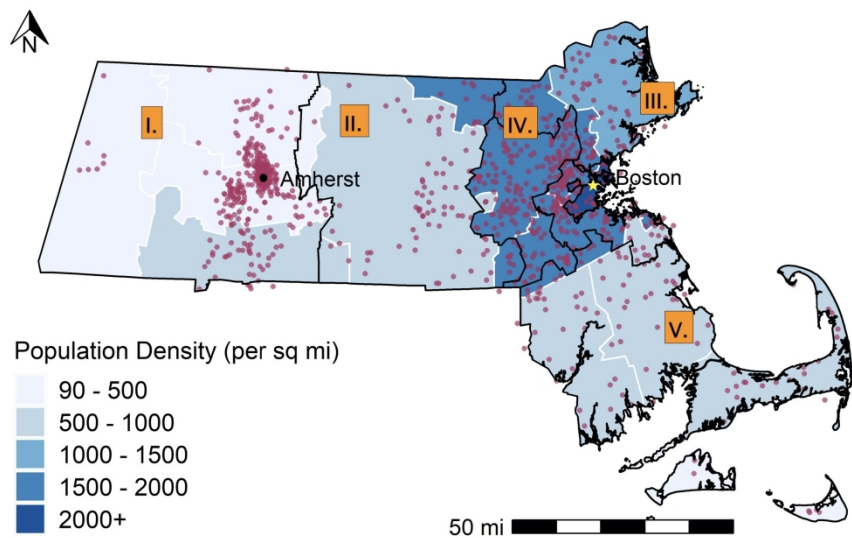 N
I.
II.
III.
IV.
V.
Amherst
Boston
Population Density (per sq mi)
90 - 500
500 - 1000
1000 - 1500
1500 - 2000
2000+
50 mi